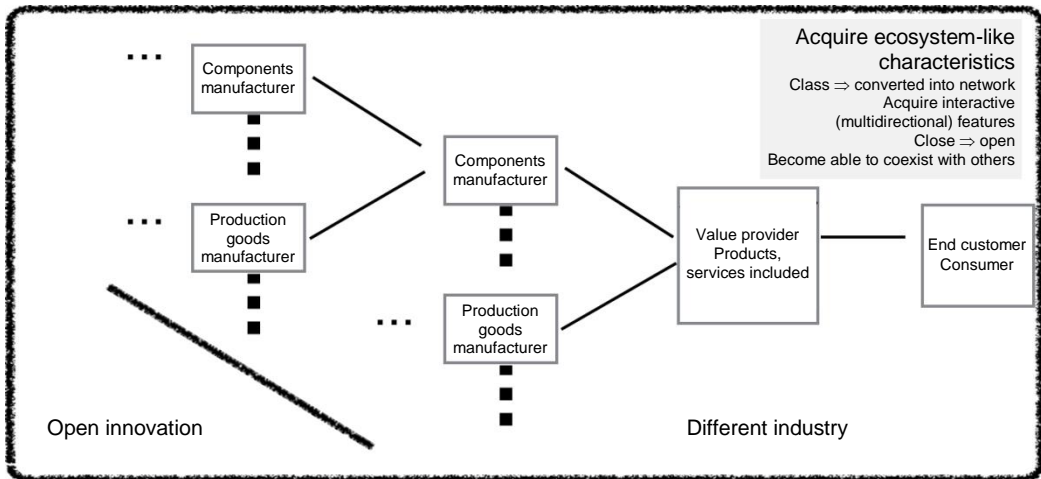 ...
Components
manufacturer
Acquire ecosystem-like
characteristics
Class ⇒ converted into network
Acquire interactive
(multidirectional) features
Close ⇒ open
Become able to coexist with others
Components
manufacturer
...
Production
goods
manufacturer
Value provider
Products,
services included
End customer
Consumer
...
Production
goods
manufacturer
Open innovation
Different industry